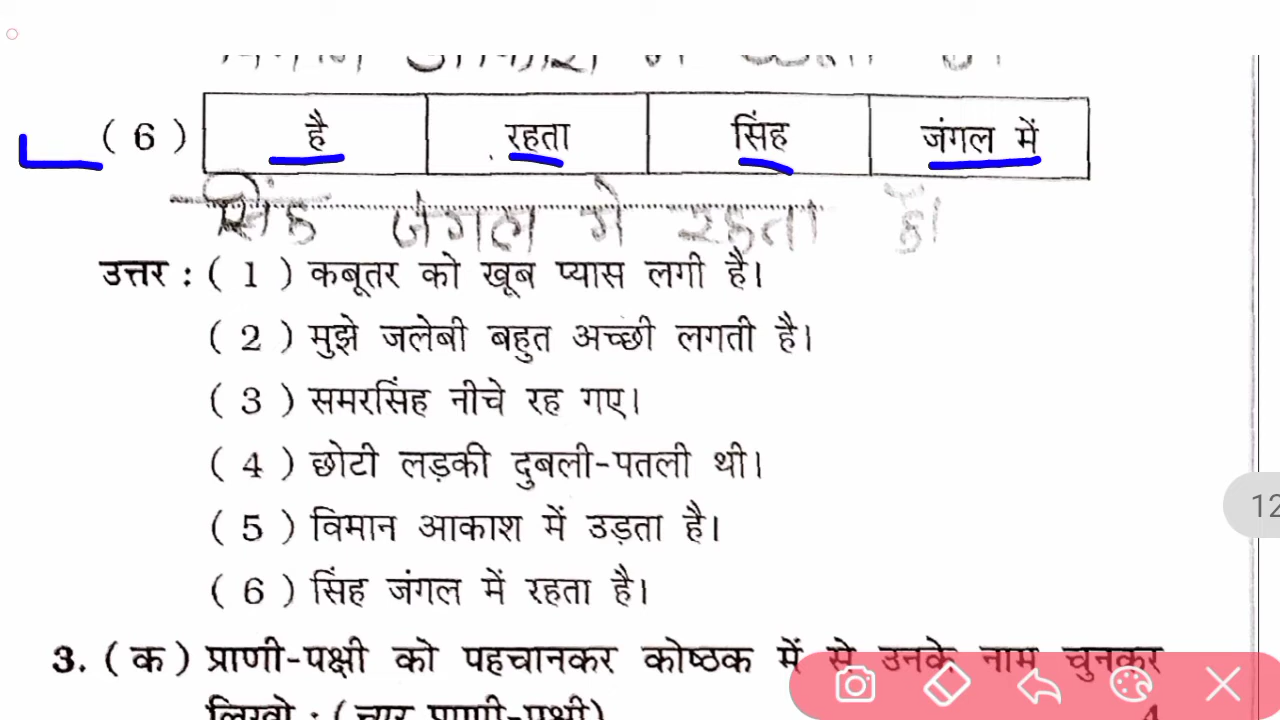 ( 6 ) है रहता सिंह जंगल में
सिंह जंगल में रहता है।
उत्तर : ( 1 ) कबूतर को खूब प्यास लगी है।
( 2 ) मुझे जलेबी बहुत अच्छी लगती है।
( 3 ) समरसिंह नीचे रह गए।
( 4 ) छोटी लड़की दुबली-पतली थी।
( 5 ) विमान आकाश में उड़ता है।
( 6 ) सिंह जंगल में रहता है।
3. ( क ) प्राणी-पक्षी को पहचानकर कोष्ठक में से उनके नाम चुनकर
लिखो : (चार प्राणी-पक्षी) 4
12